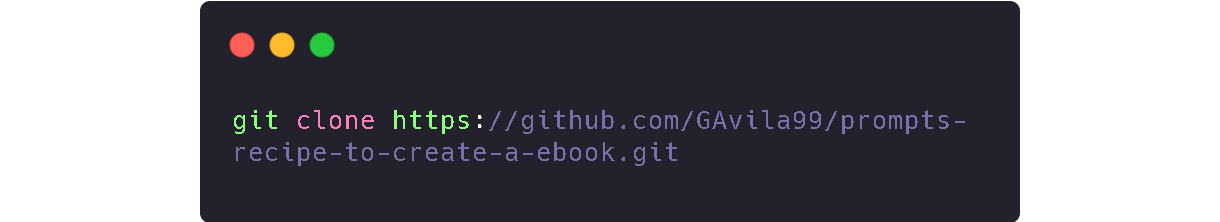 git clone https://github.com/GAvila99/prompts-
recipe-to-create-a-ebook.git